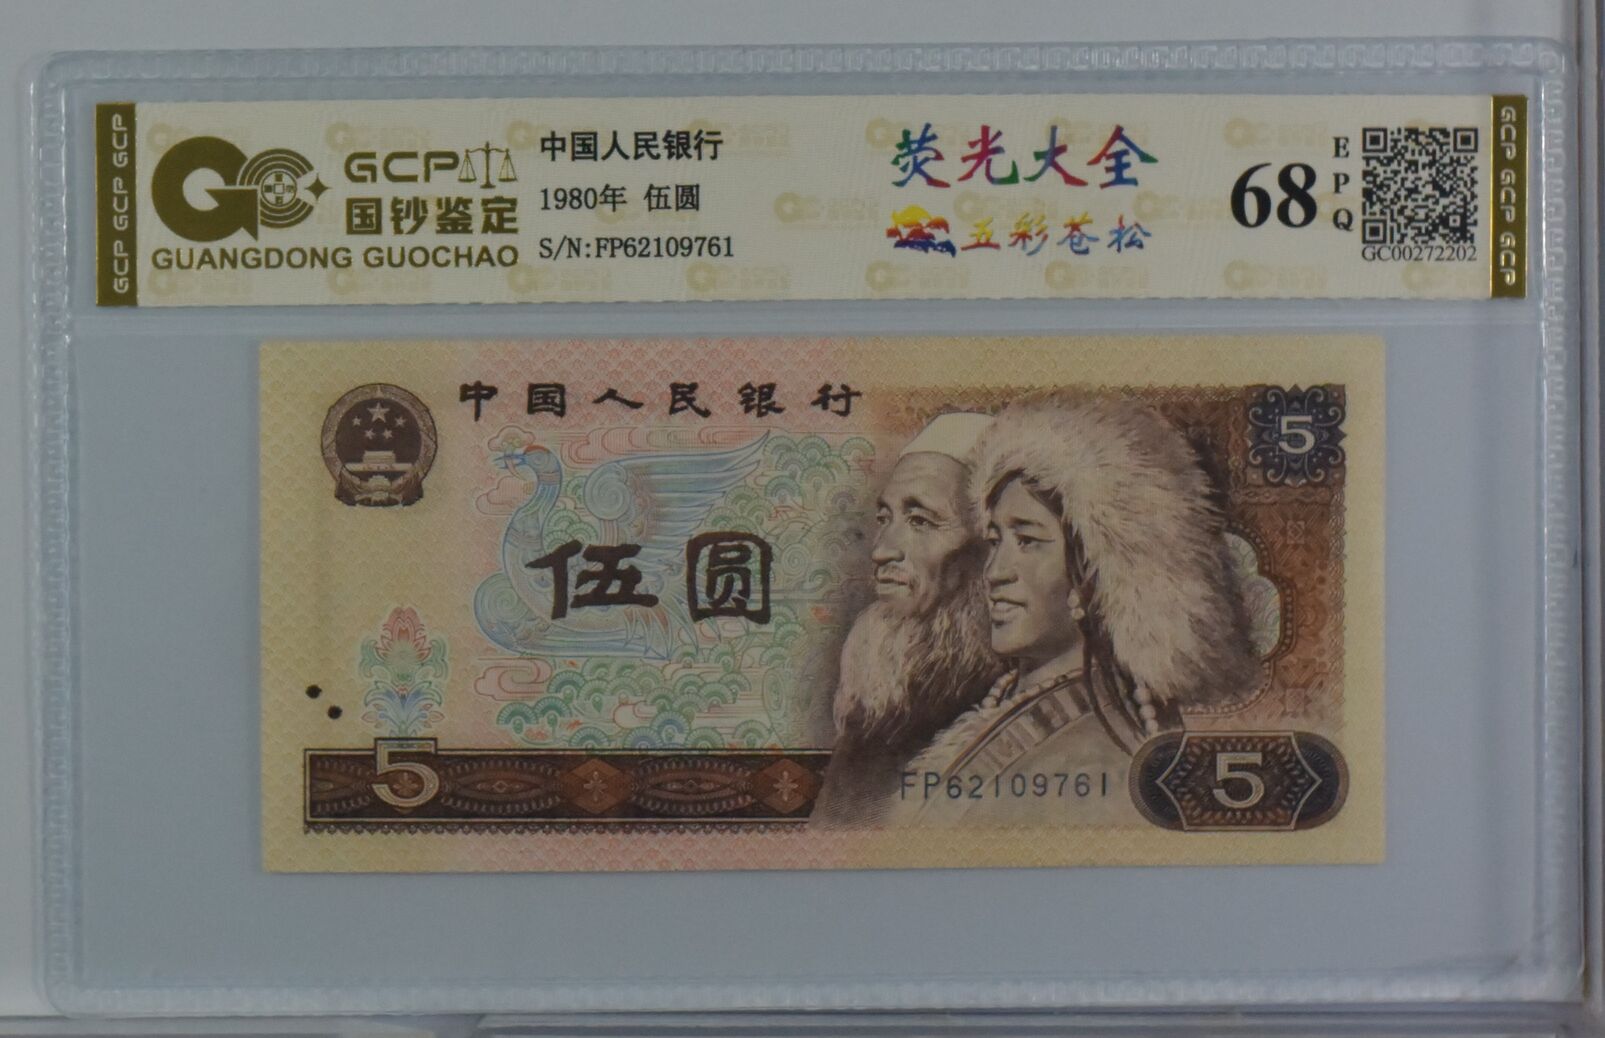 GCP GCP GCP
GCP
国钞鉴定
GUANGDONG GUOCHAO
中国人民银行
1980年 伍圆
S/N:FP62109761
荧光大全
五彩苍松
68
EPQ
GC00272202
GCP GCP GCP
中国人民银行
5
伍圆
5
FP62109761
5